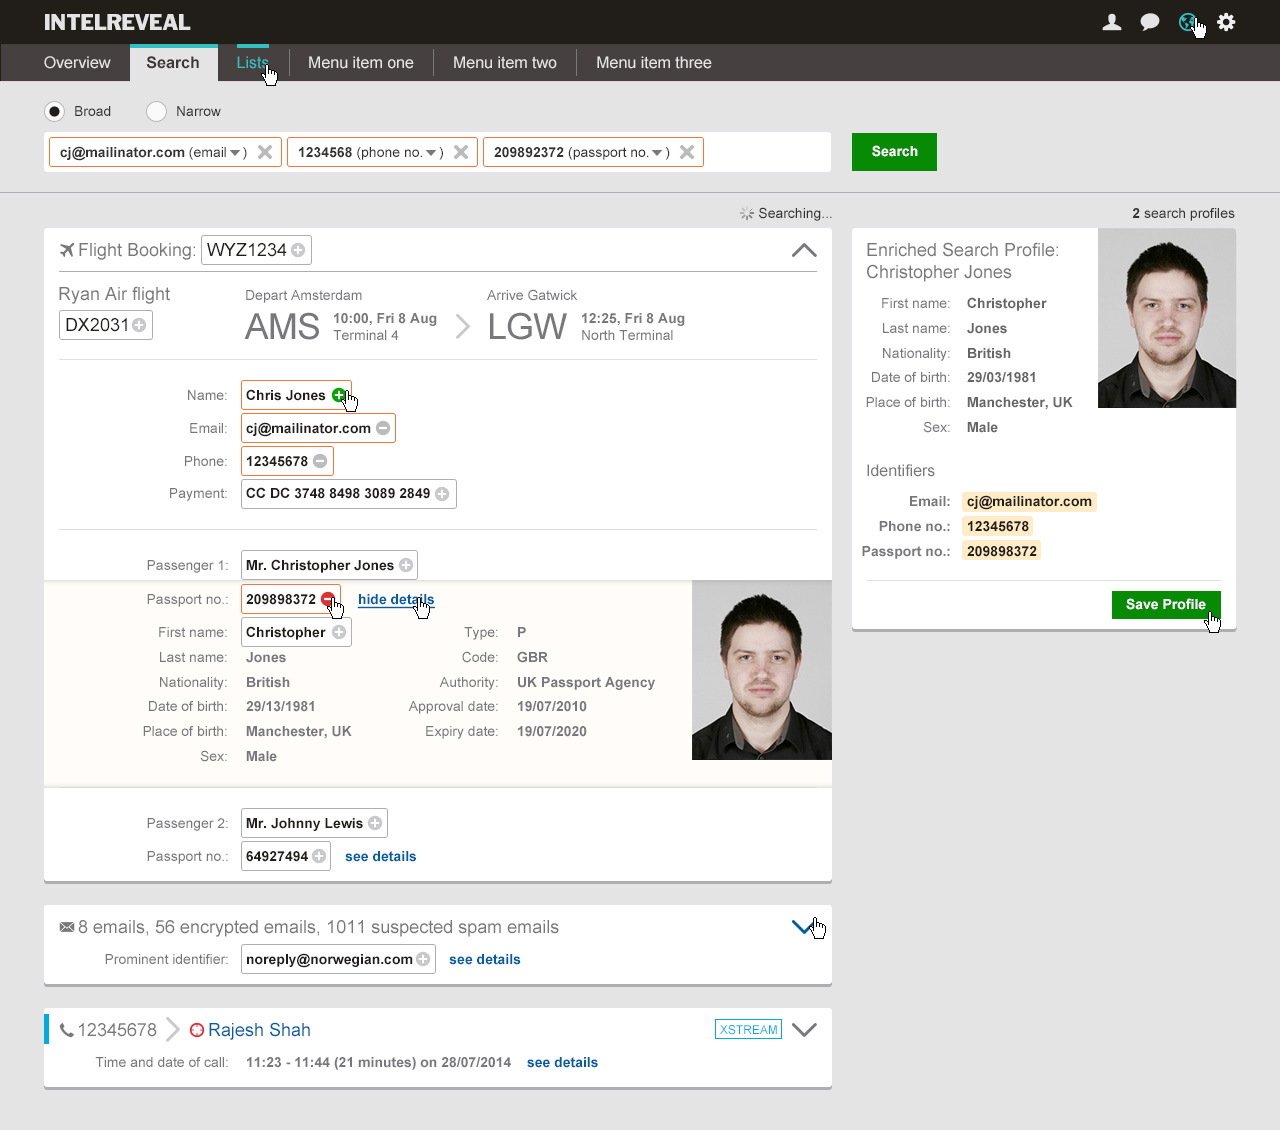 INTELREVEAL
Overview Search Lists Menu item one Menu item two Menu item three
Broad Narrow
cj@mailinator.com (email ) 1234568 (phone no. ) 209892372 (passport no. ) Search
Searching... 2 search profiles
Flight Booking: WYZ1234
Ryan Air flight
DX2031
Depart Amsterdam
AMS 10:00, Fri 8 Aug
Terminal 4
Arrive Gatwick
LGW 12:25, Fri 8 Aug
North Terminal
Name: Chris Jones
Email: cj@mailinator.com
Phone: 12345678
Payment: CC DC 3748 8498 3089 2849
Passenger 1: Mr. Christopher Jones
Passport no.: 209898372 hide details
First name: Christopher Type: P
Last name: Jones Code: GBR
Nationality: British Authority: UK Passport Agency
Date of birth: 29/13/1981 Approval date: 19/07/2010
Place of birth: Manchester, UK Expiry date: 19/07/2020
Sex: Male
Passenger 2: Mr. Johnny Lewis
Passport no.: 64927494 see details
8 emails, 56 encrypted emails, 1011 suspected spam emails
Prominent identifier: noreply@norwegian.com see details
12345678 Rajesh Shah XSTREAM
Time and date of call: 11:23 - 11:44 (21 minutes) on 28/07/2014 see details
Enriched Search Profile:
Christopher Jones
First name: Christopher
Last name: Jones
Nationality: British
Date of birth: 29/03/1981
Place of birth: Manchester, UK
Sex: Male
Identifiers
Email: cj@mailinator.com
Phone no.: 12345678
Passport no.: 209898372
Save Profile